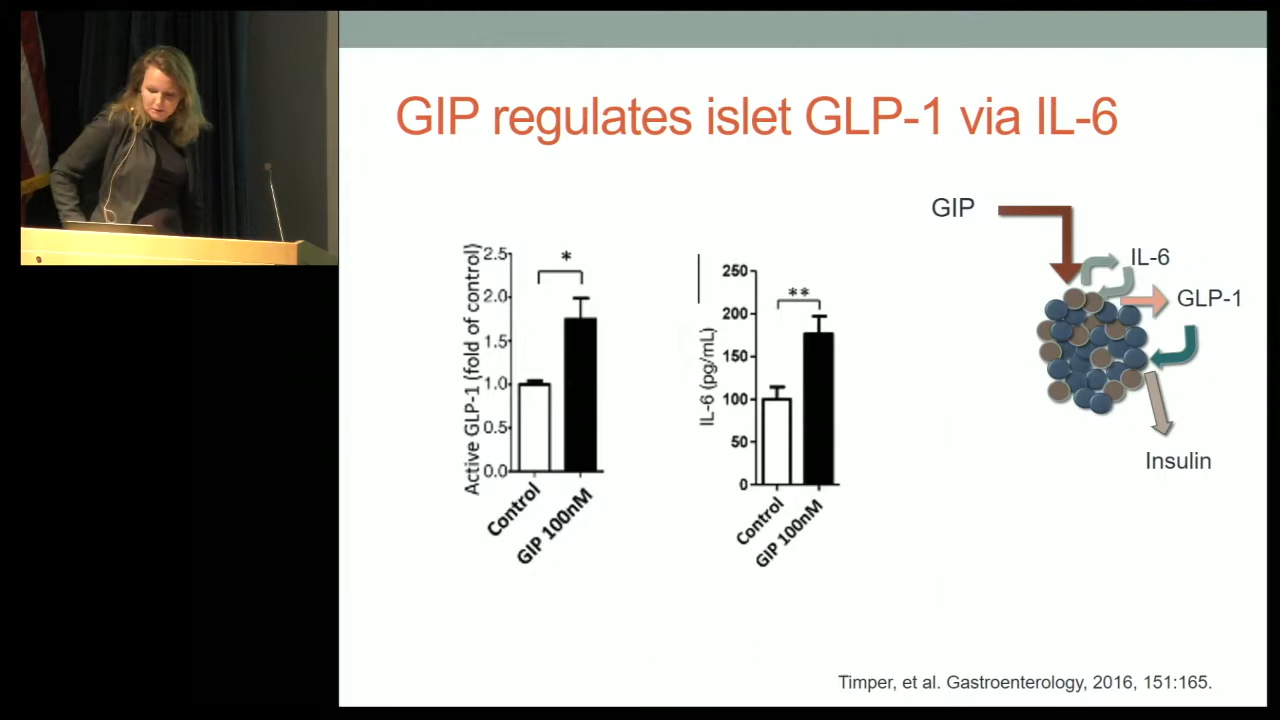 GIP regulates islet GLP-1 via IL-6
Active GLP-1 (fold of control)
2.5
2.0
1.5
1.0
0.5
0.0
*
Control
GIP 100nM
IL-6 (pg/mL)
250
200
150
100
50
0
**
Control
GIP 100nM
GIP
IL-6
GLP-1
Insulin
Timper, et al. Gastroenterology, 2016, 151:165.